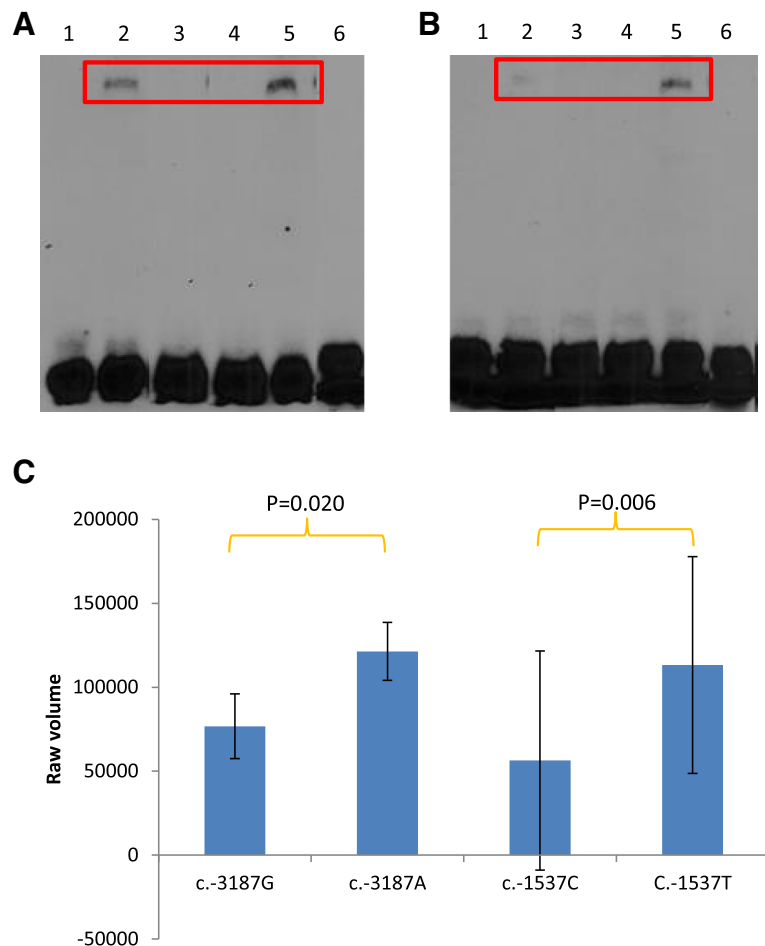 A
1 2 3 4 5 6
B
1 2 3 4 5 6
C
P=0.020
P=0.006
200000
150000
100000
50000
0
-50000
Raw volume
c.-3187G
c.-3187A
c.-1537C
C.-1537T